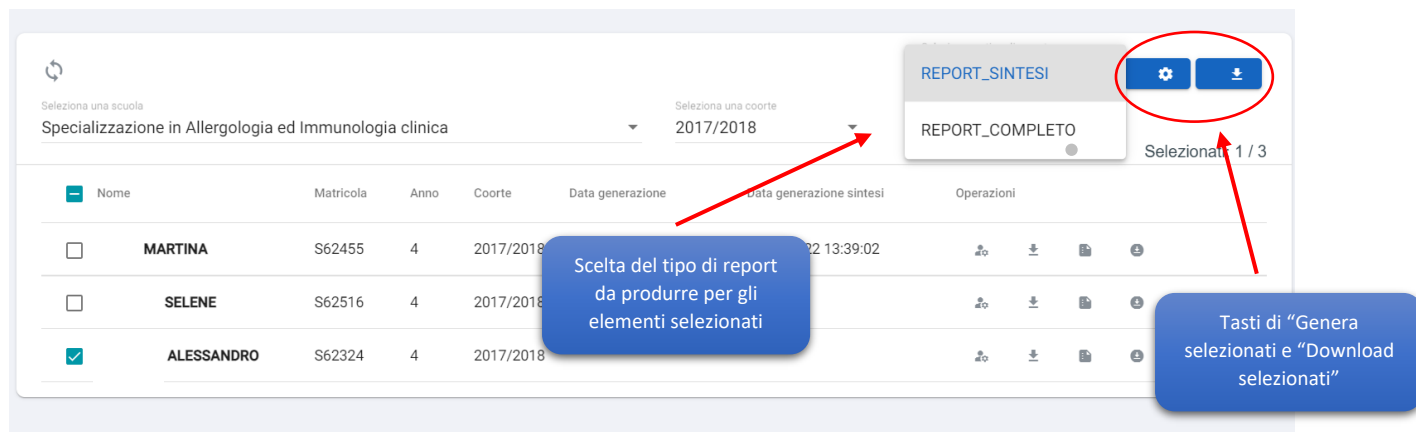 REPORT_SINTESI
REPORT_COMPLETO
Seleziona una scuola
Specializzazione in Allergologia ed Immunologia clinica
Seleziona una coorte
2017/2018
1 / 3
Nome Matricola Anno Coorte Data generazione Data generazione sintesi Operazioni
MARTINA S62455 4 2017/2018 22 13:39:02
SELENE S62516 4 2017/2018
ALESSANDRO S62324 4 2017/2018
Scelta del tipo di report
da produrre per gli
elementi selezionati
Tasti di “Genera
selezionati e “Download
selezionati”